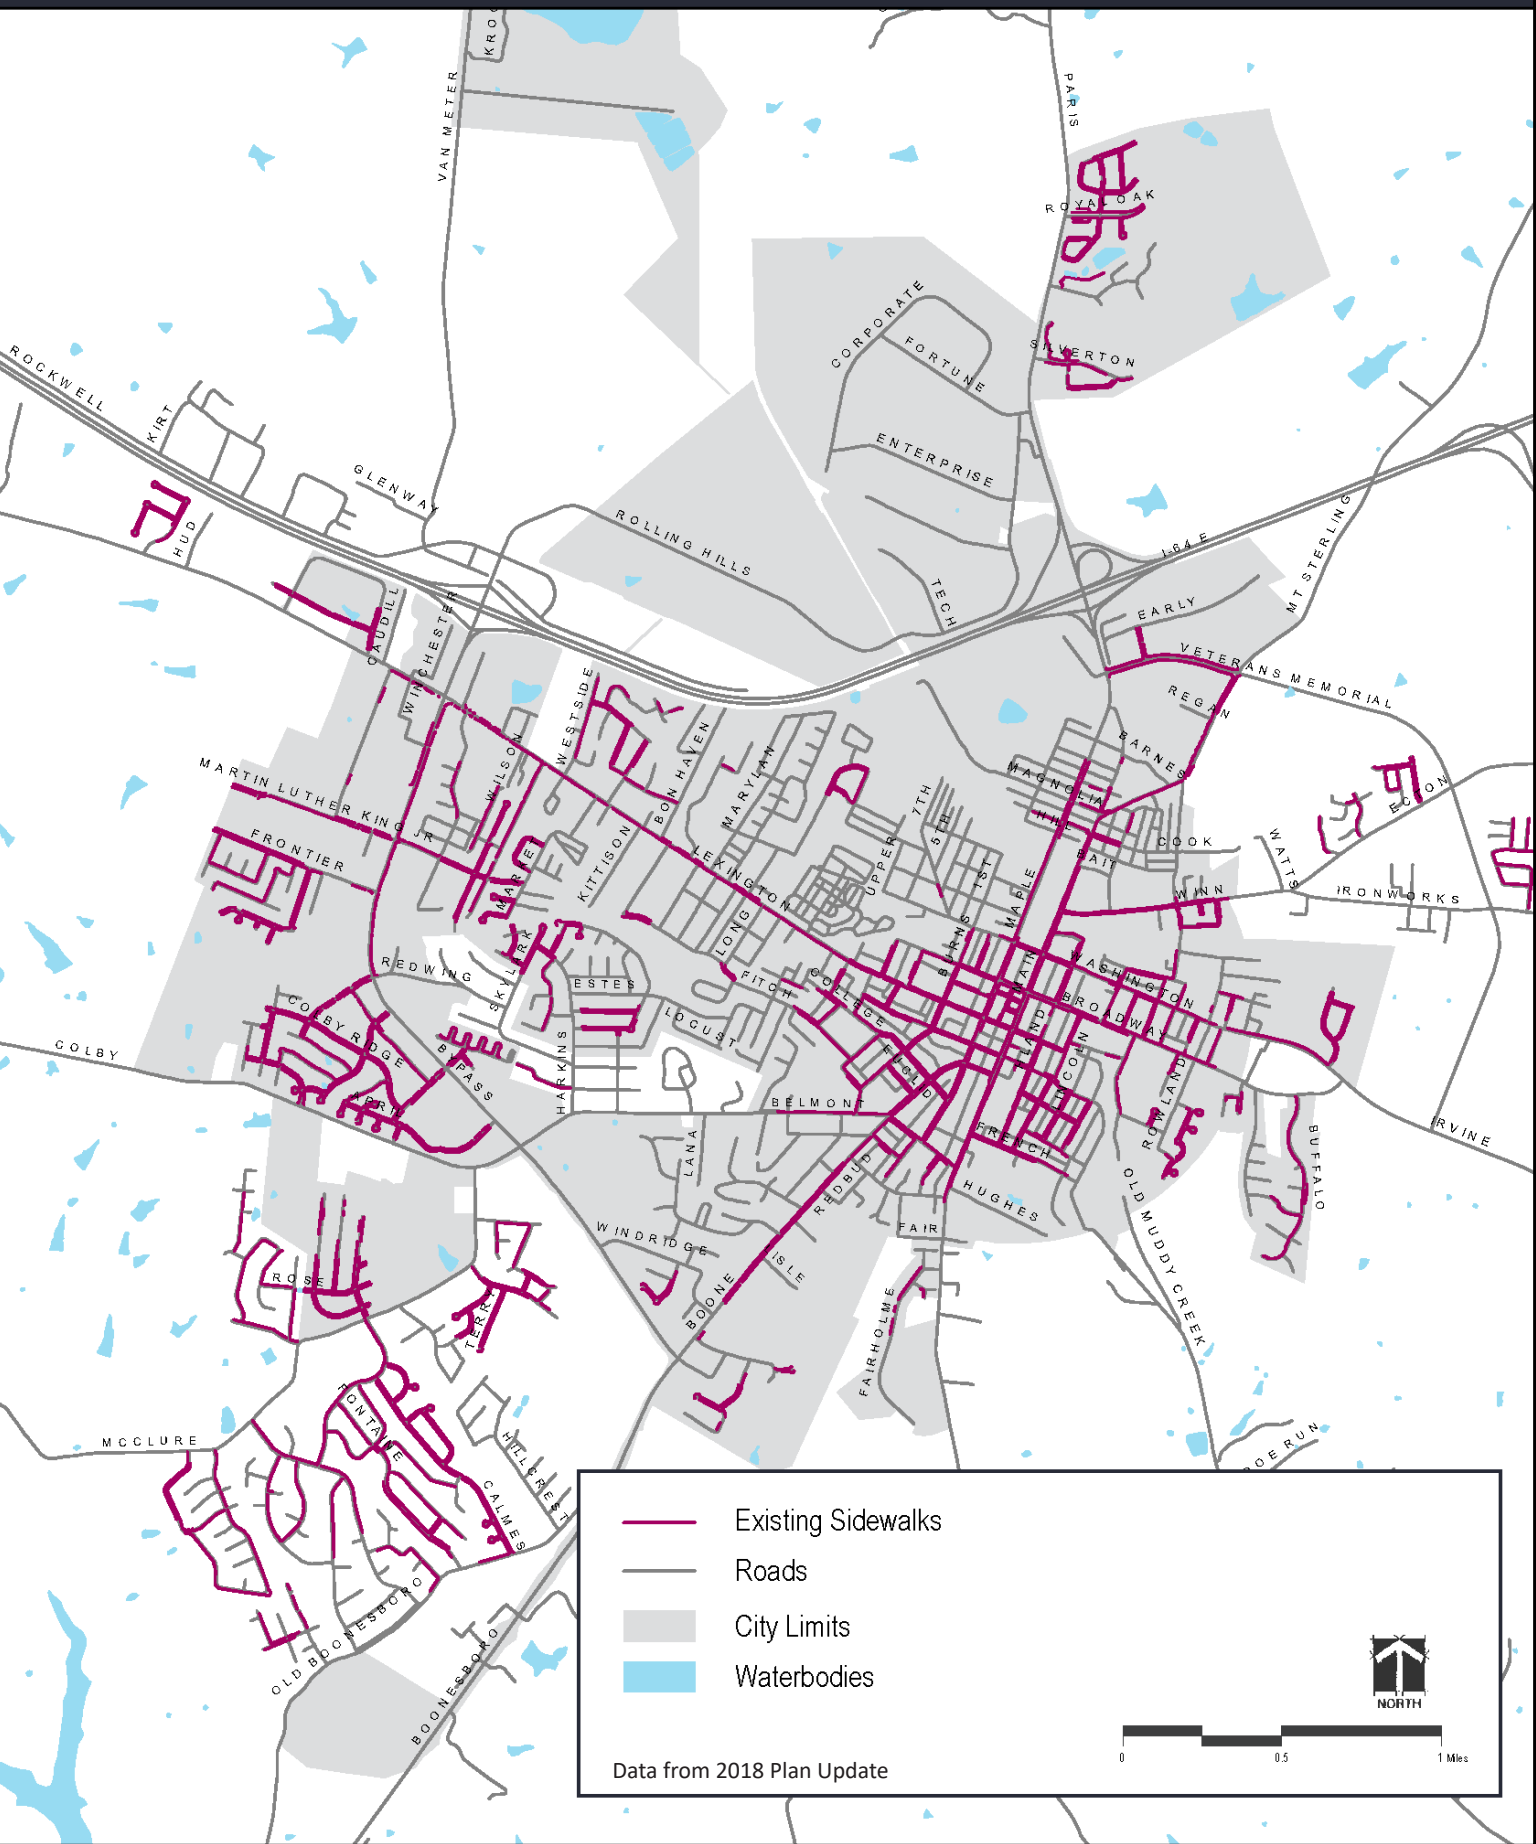 KRO
VAN METER
PARIS
ROYAL OAK
CORPORATE
FORTUNE
SILVERTON
ROCKWELL
KIRT
GLENWAY
ENTERPRISE
HUD
ROLLING HILLS
I-64 E
MT STERLING
TECH
CAUDILL
WINCHESTER
EARLY
VETERANS MEMORIAL
WESTSIDE
REGAN
BARNES
WILSON
BON HAVEN
MARYLAN
MARTIN LUTHER KING JR
MAGNOLIA
7TH
5TH
ECTON
FRONTIER
MARKET
KITTISON
LEXINGTON
UPPER
1ST
MAPLE
COOK
WATTS
WINN
IRONWORKS
REDWING
SKYLARK
ESTES
LONG
FITCH
COLLEGE
BURNS
MAIN
WASHINGTON
BROADWAY
COLBY
COLBY RIDGE
BYPASS
APRIL
HARKINS
LOCUST
EUCLID
TLAND
LINCOLN
ROWLAND
BELMONT
LANA
FRENCH
IRVINE
BUFFALO
REDBUD
HUGHES
FAIR
OLD MUDDY CREEK
WINDRIDGE
ISLE
BOONE
ROSE
TERRY
FAIRHOLME
FONTAINE
MCCLURE
HILLCREST
CALMES
OE RUN
OLD BOONESBORO
BOONESBORO
Existing Sidewalks
Roads
City Limits
Waterbodies
NORTH
0 0.5 1 Miles
Data from 2018 Plan Update